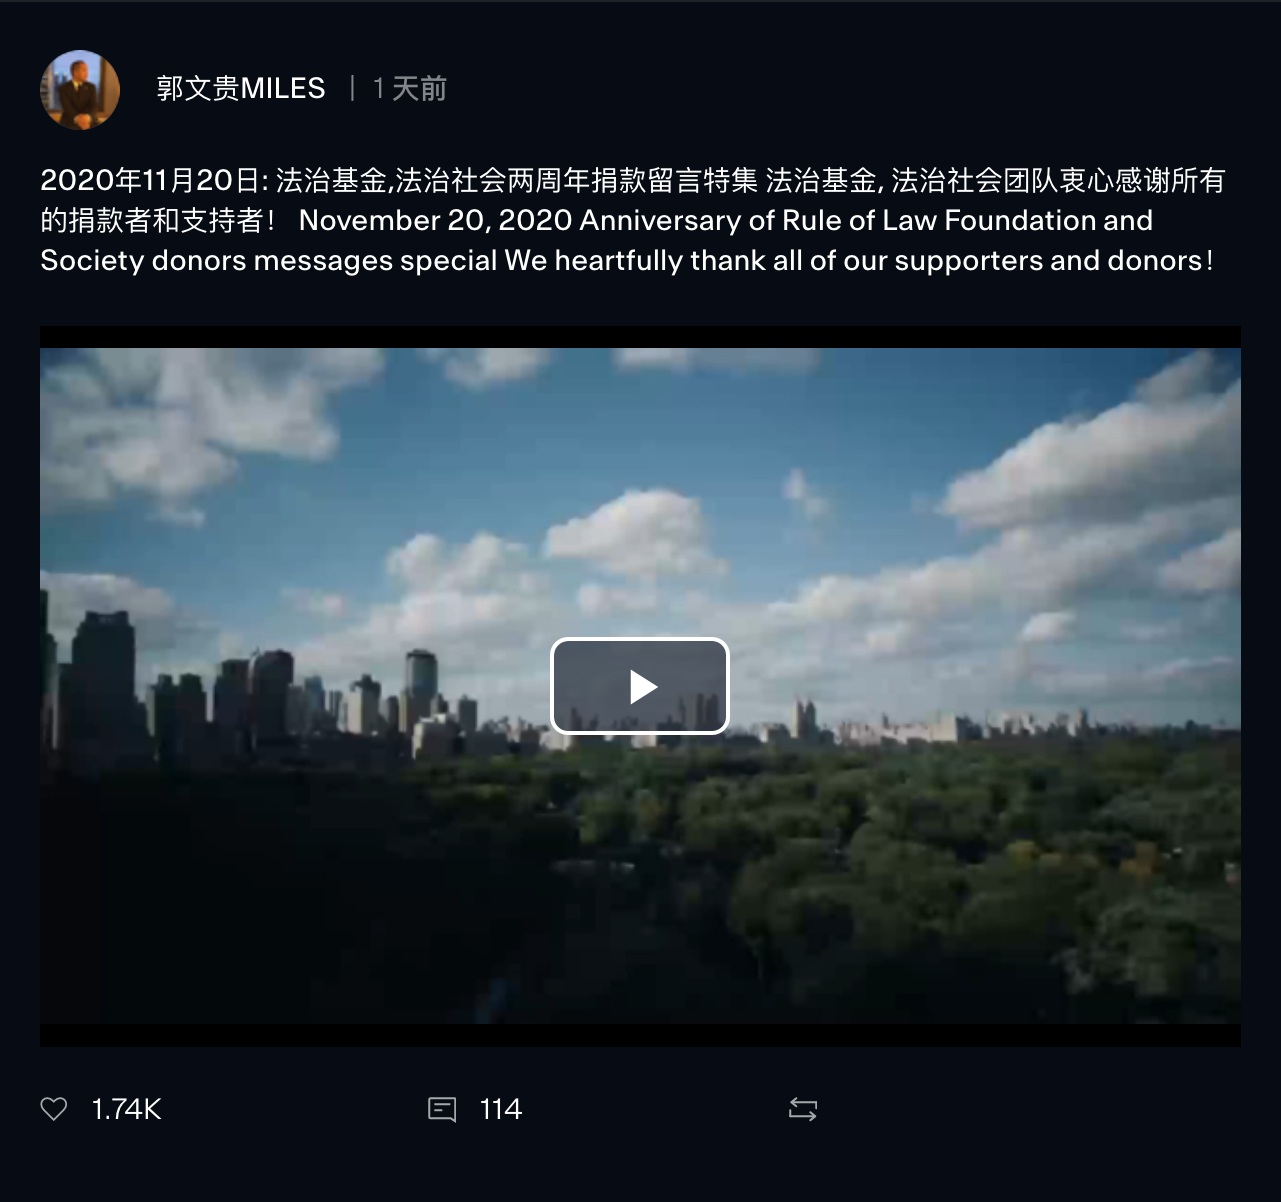 郭文贵MILES | 1 天前
2020年11月20日: 法治基金,法治社会两周年捐款留言特集 法治基金, 法治社会团队衷心感谢所有
的捐款者和支持者！ November 20, 2020 Anniversary of Rule of Law Foundation and
Society donors messages special We heartfully thank all of our supporters and donors！
1.74K 114